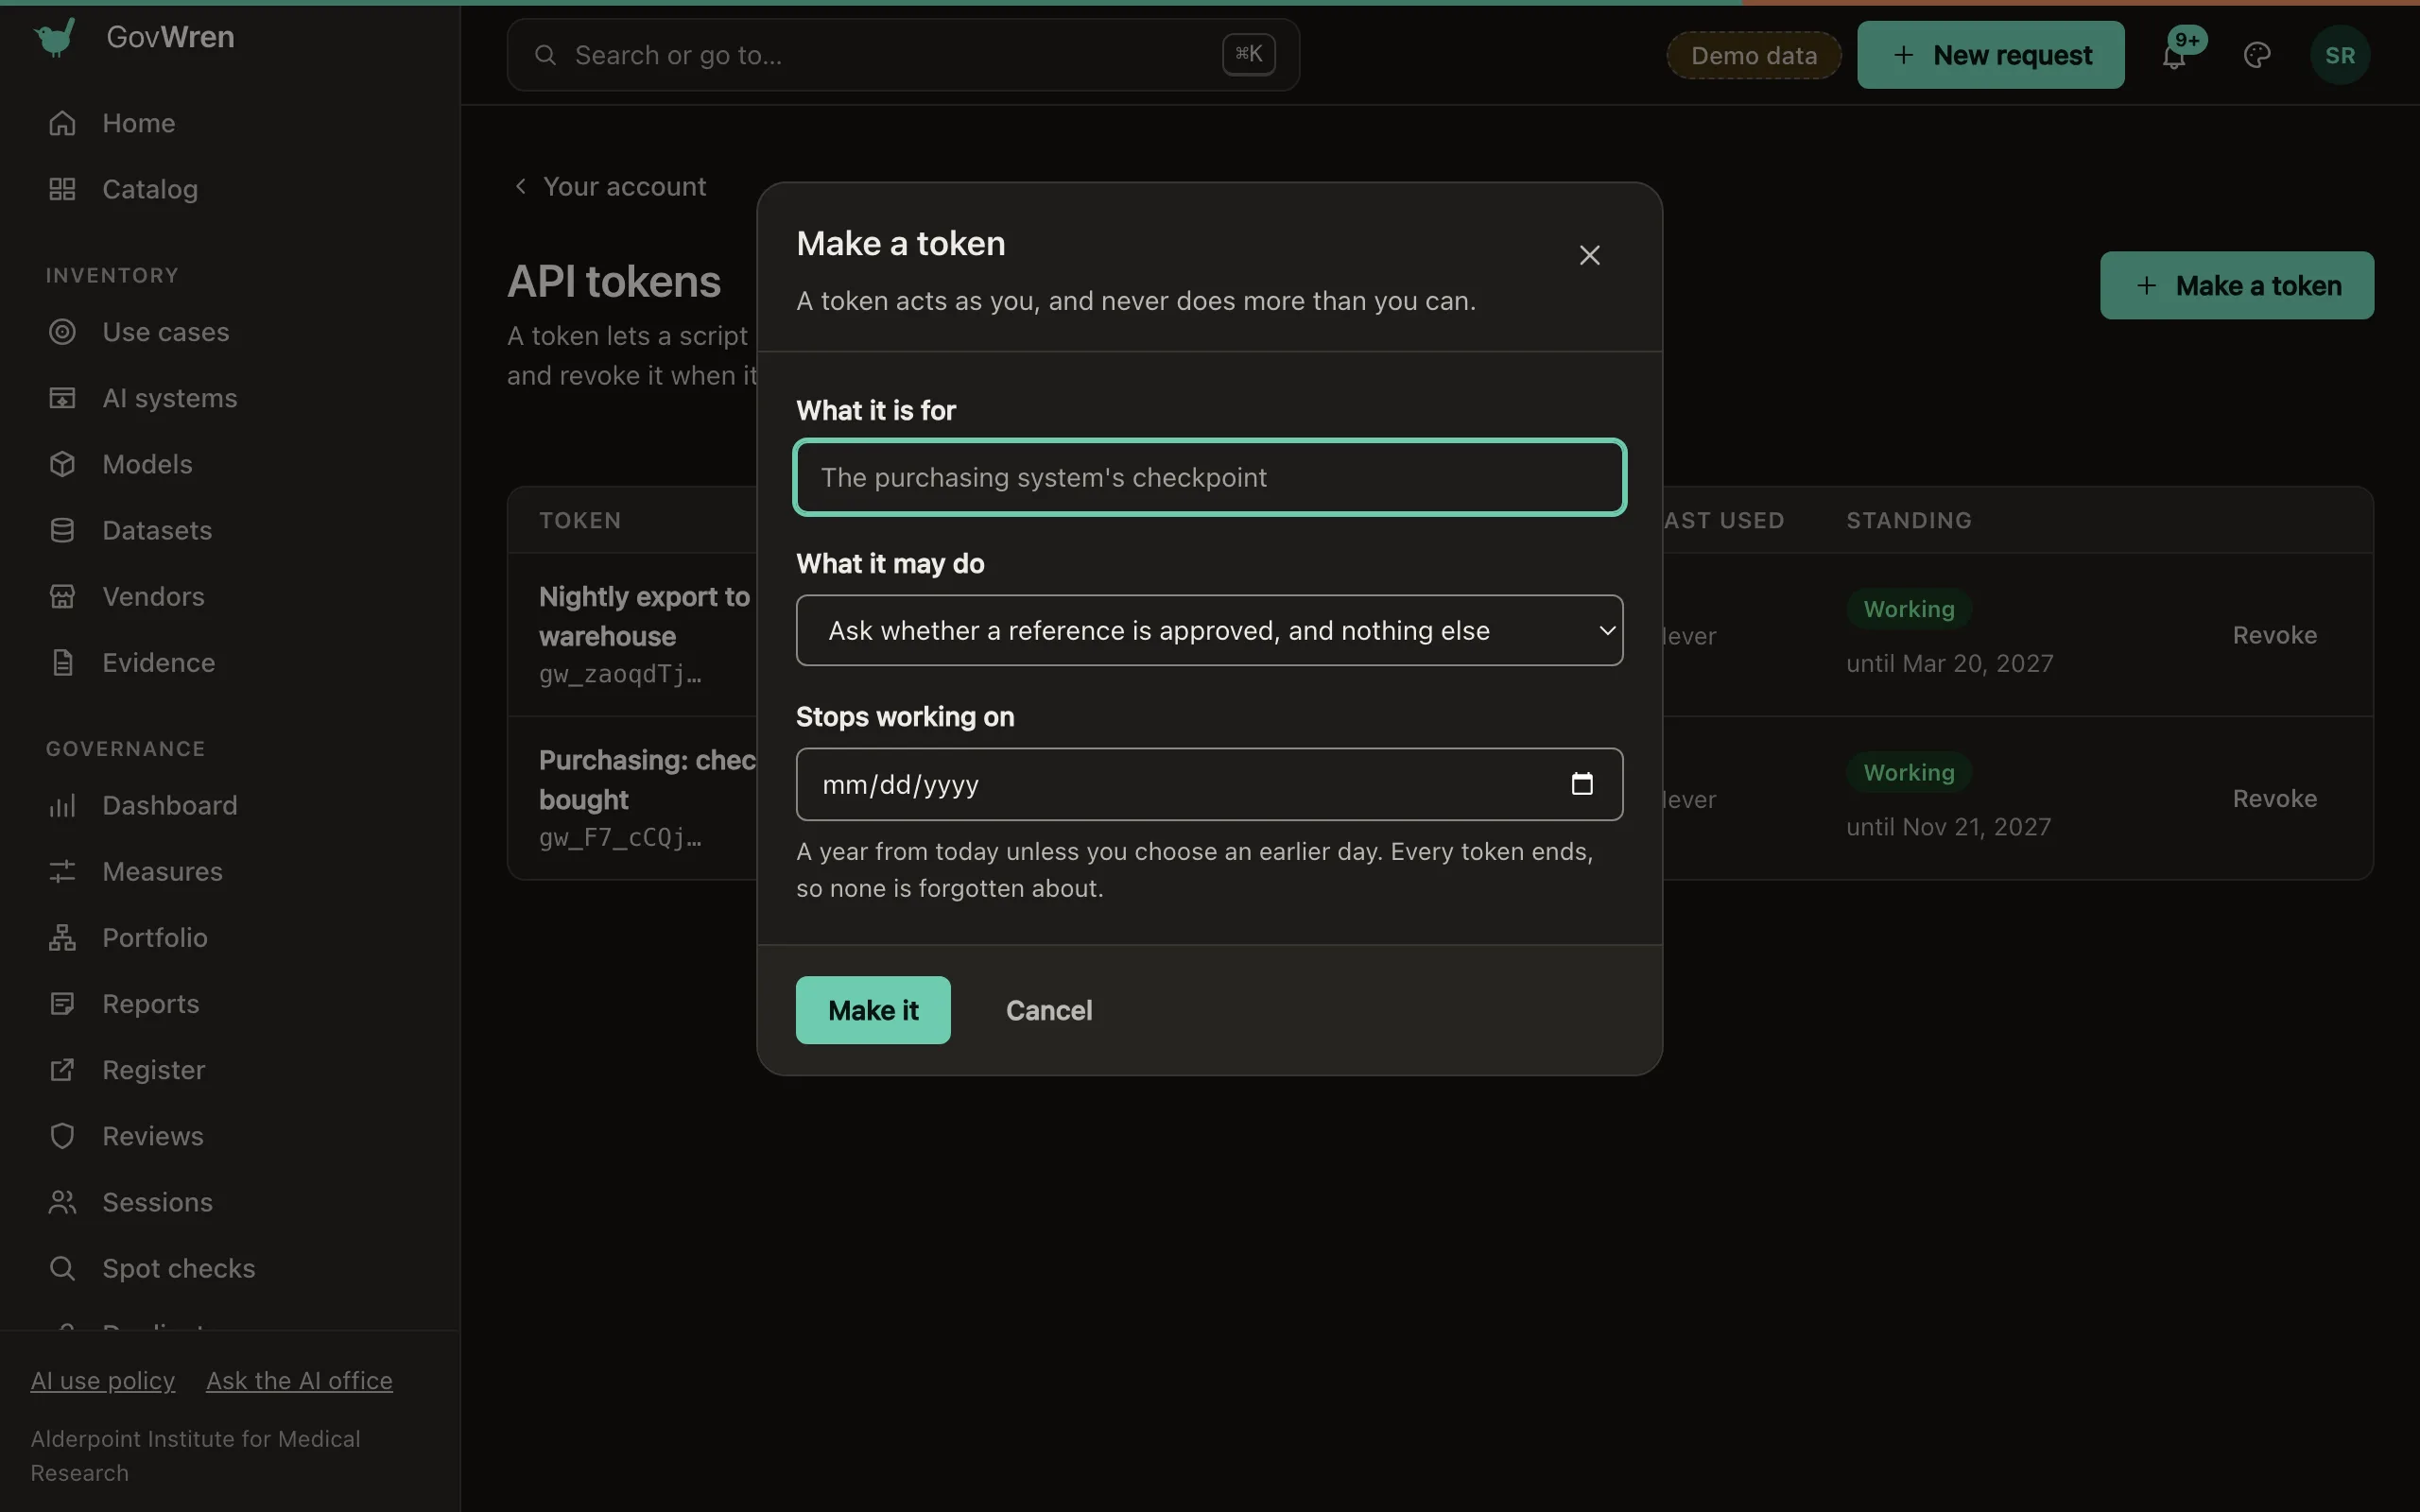 GovWren
Search or go to...
⌘K
Demo data
New request
9+
SR
Home
Catalog
INVENTORY
Use cases
AI systems
Models
Datasets
Vendors
Evidence
GOVERNANCE
Dashboard
Measures
Portfolio
Reports
Register
Reviews
Sessions
Spot checks
AI use policy
Ask the AI office
Alderpoint Institute for Medical
Research
Your account
API tokens
A token lets a script
and revoke it when it
Make a token
TOKEN
AST USED
STANDING
Nightly export to
warehouse
gw_zaoqdTj…
lever
Working
until Mar 20, 2027
Revoke
Purchasing: chec
bought
gw_F7_cCQj…
lever
Working
until Nov 21, 2027
Revoke
Make a token
A token acts as you, and never does more than you can.
What it is for
The purchasing system's checkpoint
What it may do
Ask whether a reference is approved, and nothing else
Stops working on
mm/dd/yyyy
A year from today unless you choose an earlier day. Every token ends,
so none is forgotten about.
Make it
Cancel